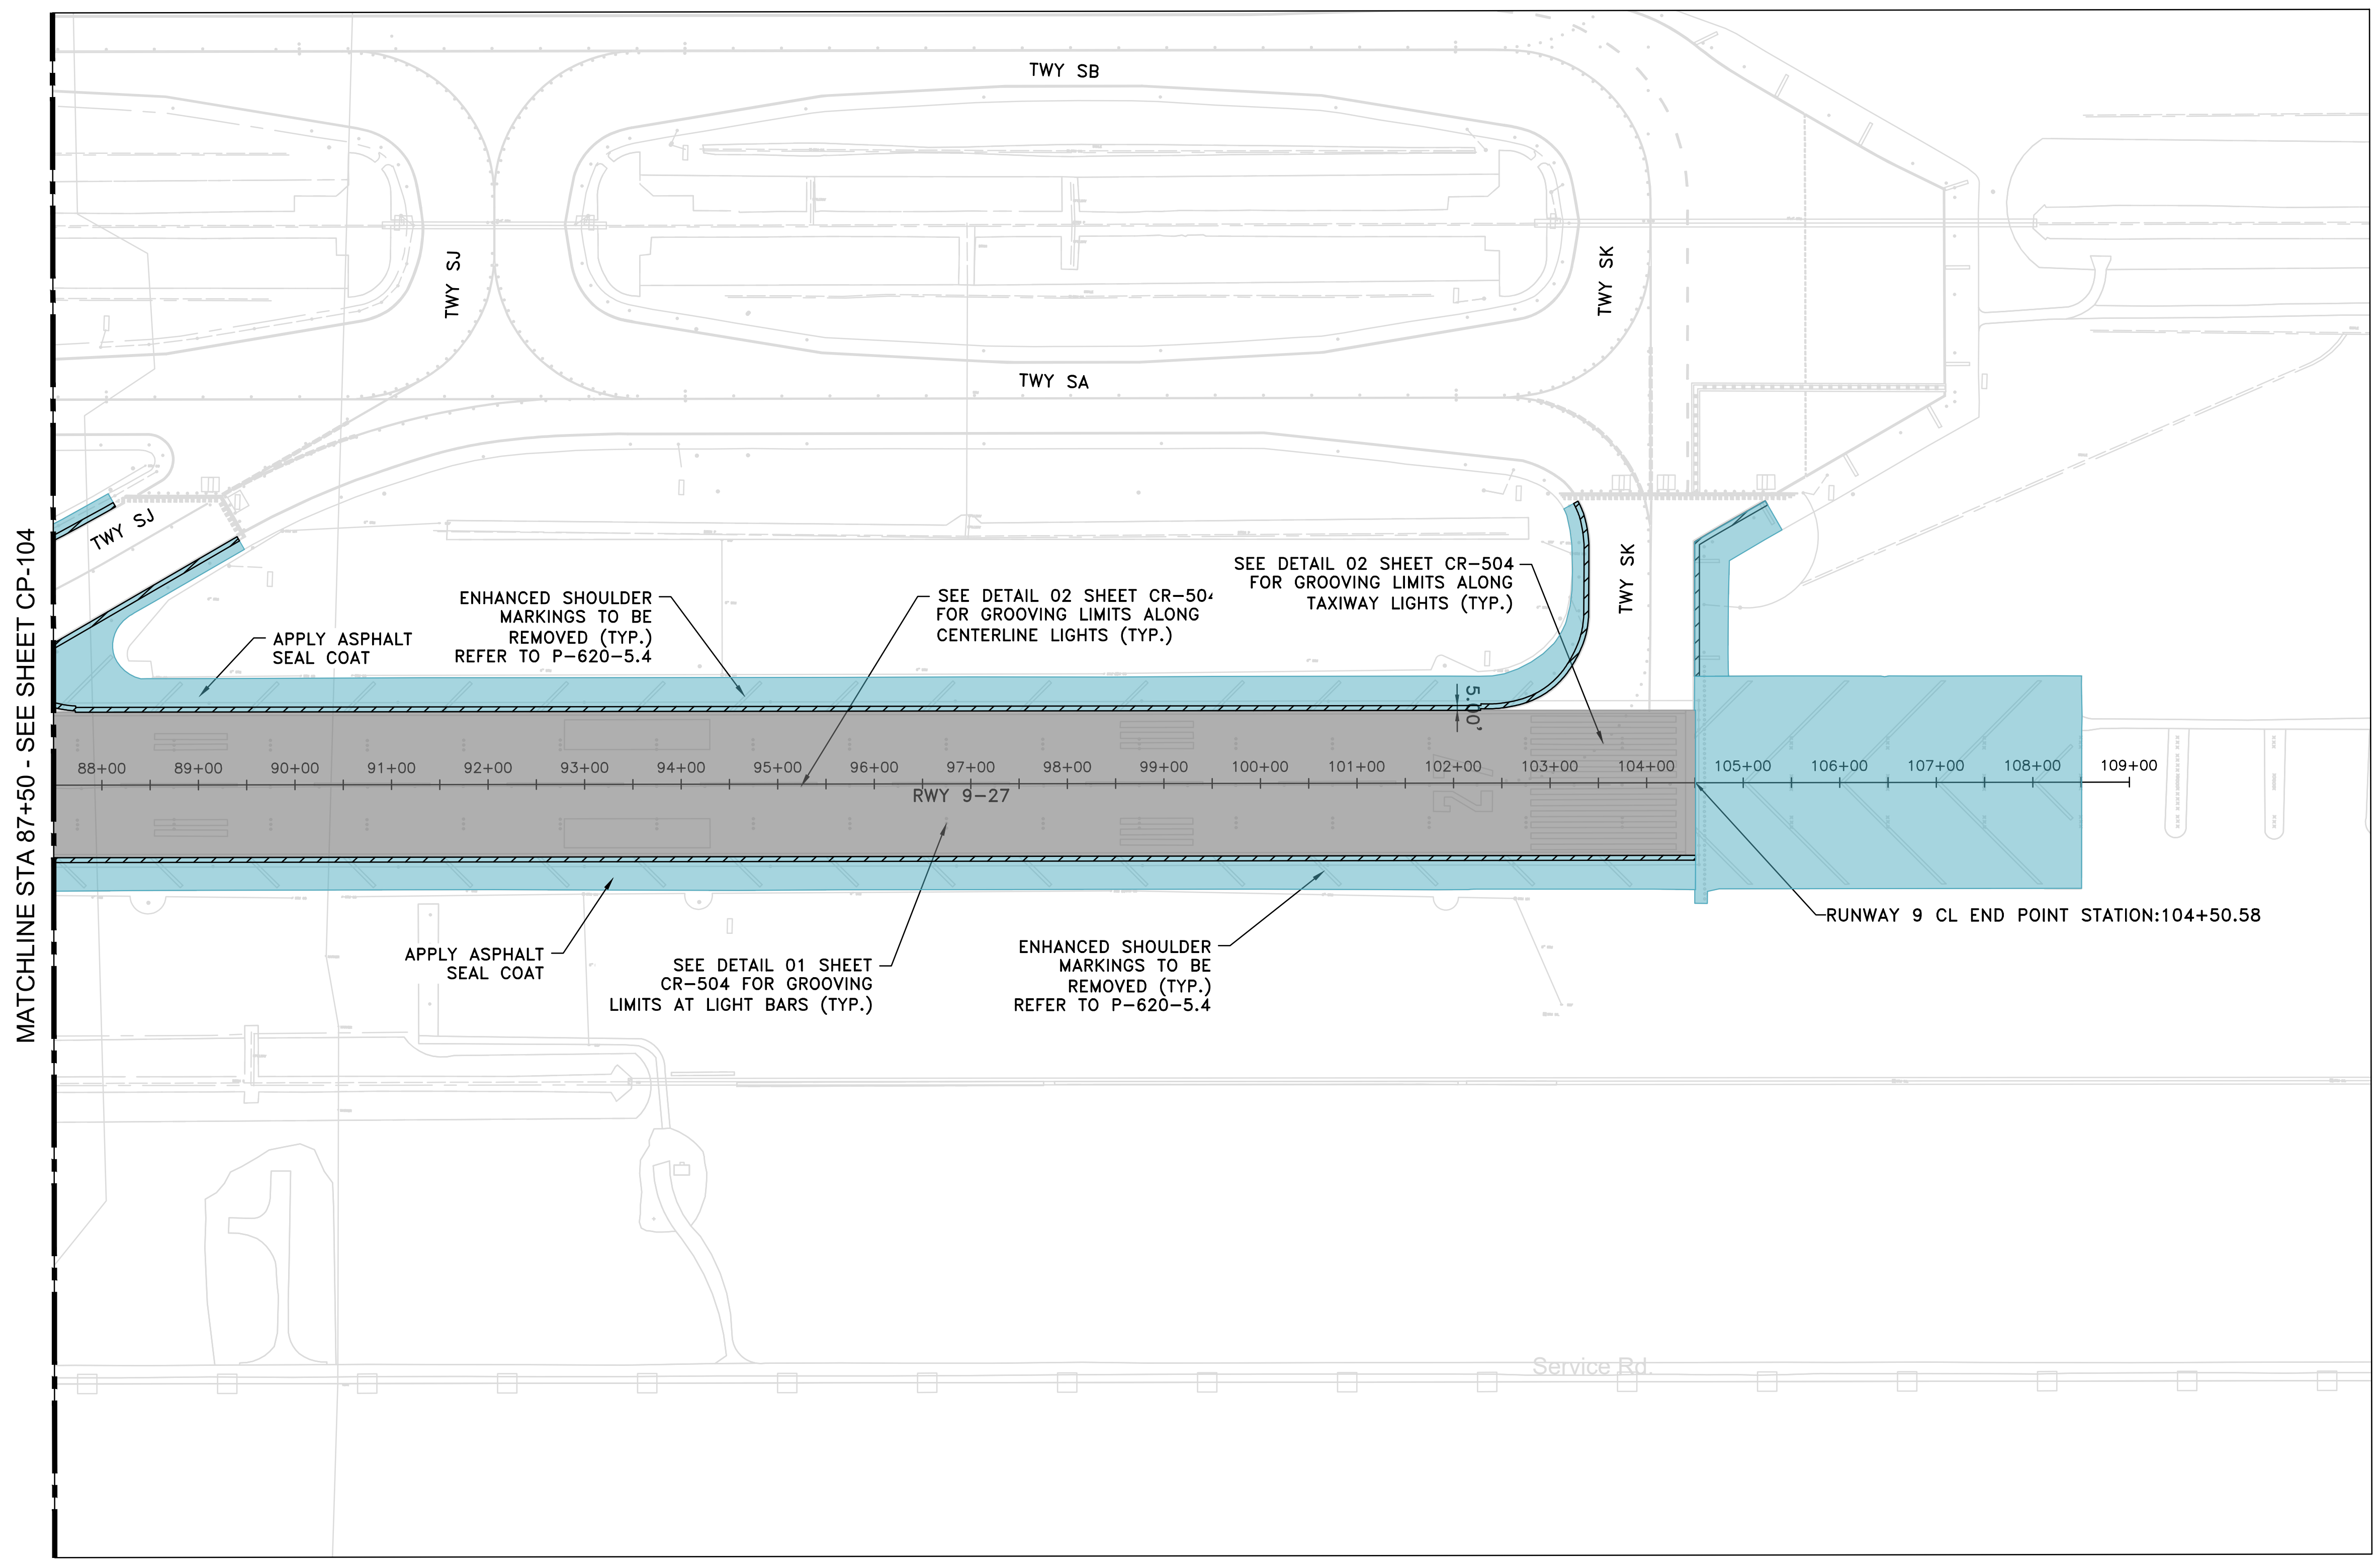 TWY SB
TWY SJ
TWY SK
TWY SA
MATCHLINE STA 87+50 - SEE SHEET CP-104
TWY SJ
TWY SK
APPLY ASPHALT
SEAL COAT
ENHANCED SHOULDER
MARKINGS TO BE
REMOVED (TYP.)
REFER TO P-620-5.4
SEE DETAIL 02 SHEET CR-504
FOR GROOVING LIMITS ALONG
CENTERLINE LIGHTS (TYP.)
SEE DETAIL 02 SHEET CR-504
FOR GROOVING LIMITS ALONG
TAXIWAY LIGHTS (TYP.)
5.00'
88+00 89+00 90+00 91+00 92+00 93+00 94+00 95+00 96+00 97+00 98+00 99+00 100+00 101+00 102+00 103+00 104+00 105+00 106+00 107+00 108+00 109+00
RWY 9-27
27
APPLY ASPHALT
SEAL COAT
SEE DETAIL 01 SHEET
CR-504 FOR GROOVING
LIMITS AT LIGHT BARS (TYP.)
ENHANCED SHOULDER
MARKINGS TO BE
REMOVED (TYP.)
REFER TO P-620-5.4
RUNWAY 9 CL END POINT STATION:104+50.58
Service Rd.